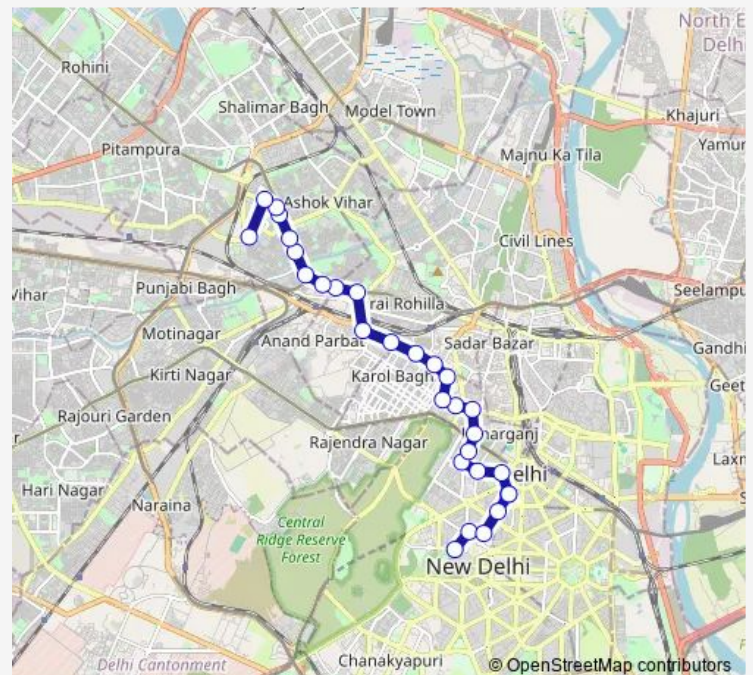 North E
Delh
Rohini
Shalimar Bagh
Model Town
Khajuri
Pitampura
Majnu Ka Tila
Yamur
Ashok Vihar
Civil Lines
Vihar
Punjabi Bagh
rai Rohilla
Seelampu
Motinagar
Anand Parbat
Sadar Bazar
Gandhi
Kirti Nagar
Karol Bagh
Geet
Rajouri Garden
Rajendra Nagar
harganj
Laxm
Hari Nagar
elhi
Naraina
Central
Ridge Reserve
Forest
New Delhi
Delhi Cantonment
Chanakyapuri
© OpenStreetMap contributors